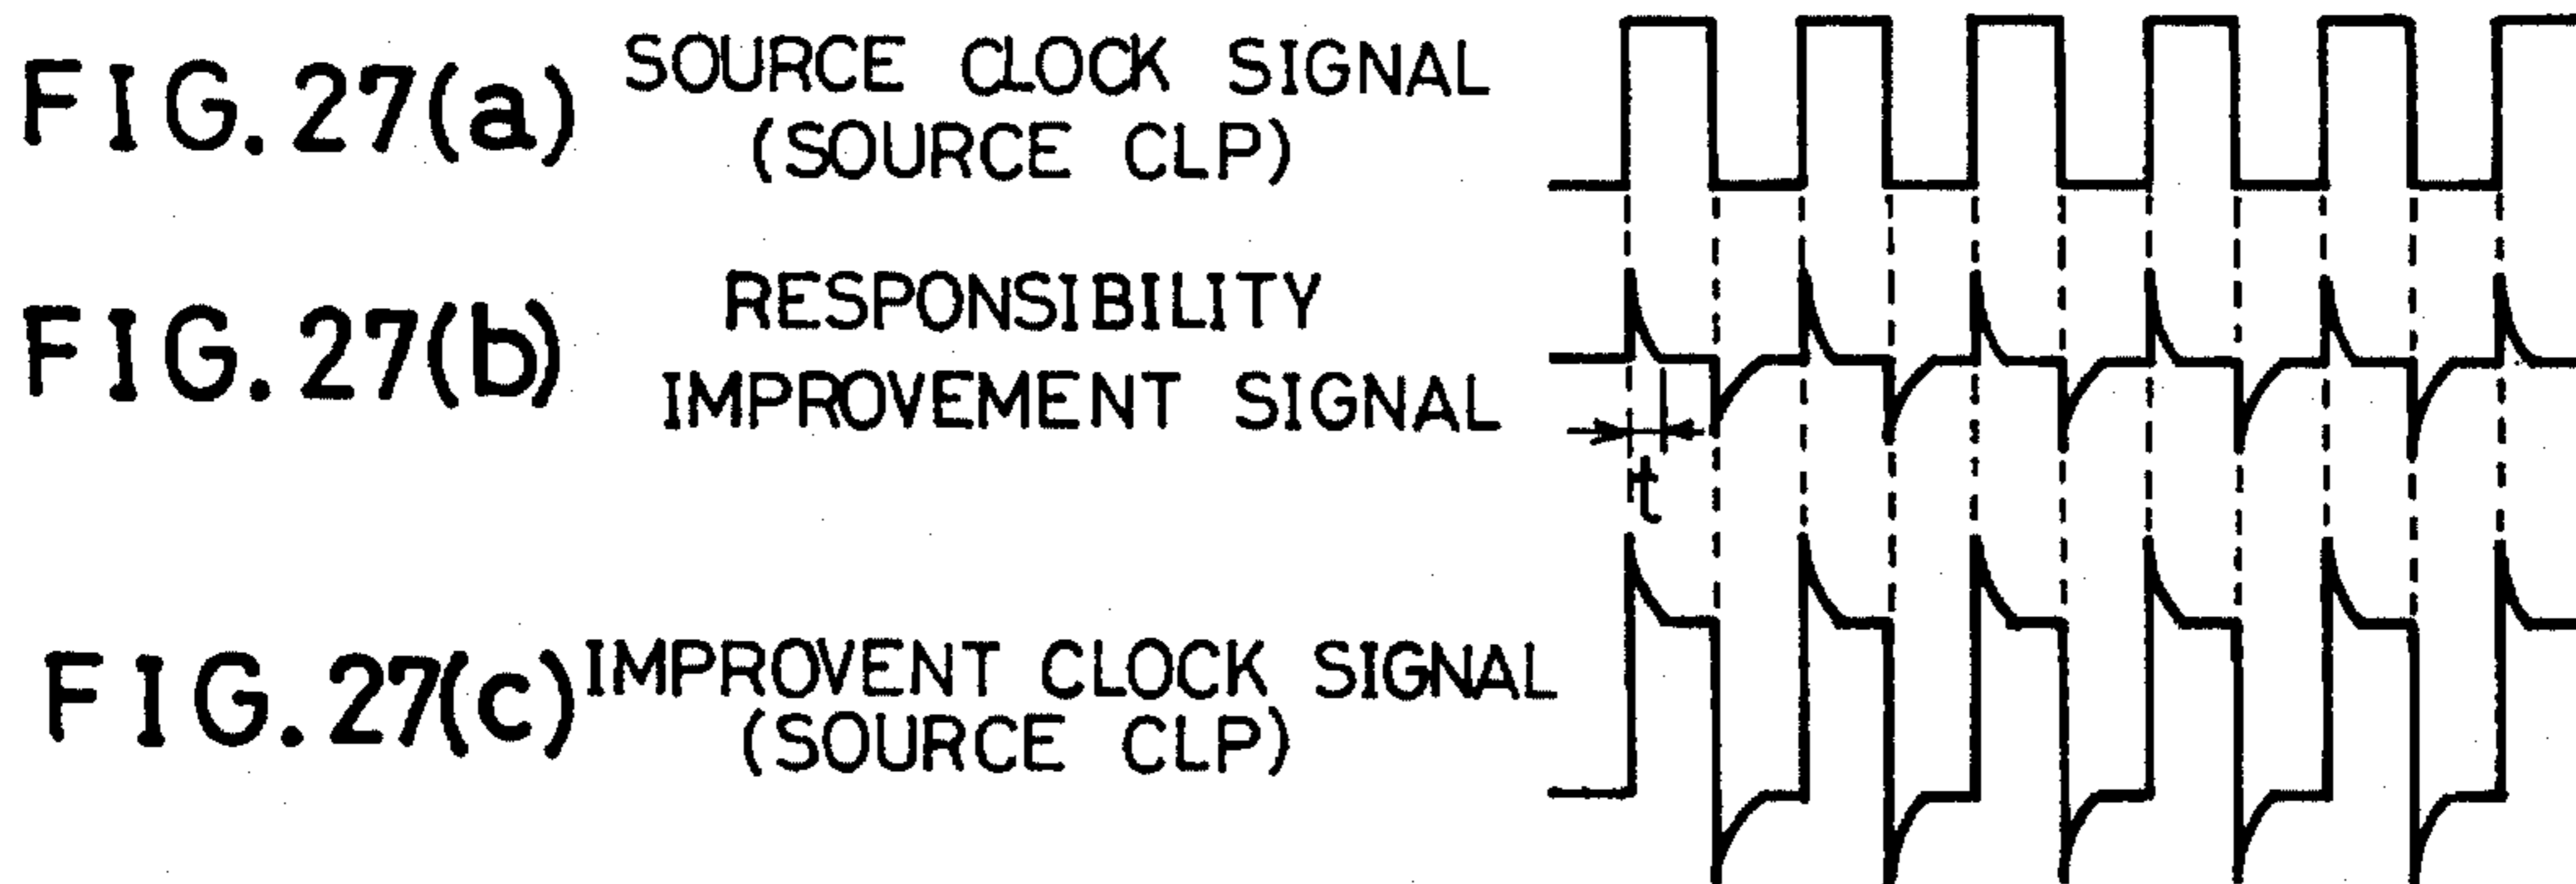 FIG. 27(a) SOURCE CLOCK SIGNAL
(SOURCE CLP)
FIG. 27(b) RESPONSIBILITY
IMPROVEMENT SIGNAL
t
FIG. 27(c) IMPROVENT CLOCK SIGNAL
(SOURCE CLP)